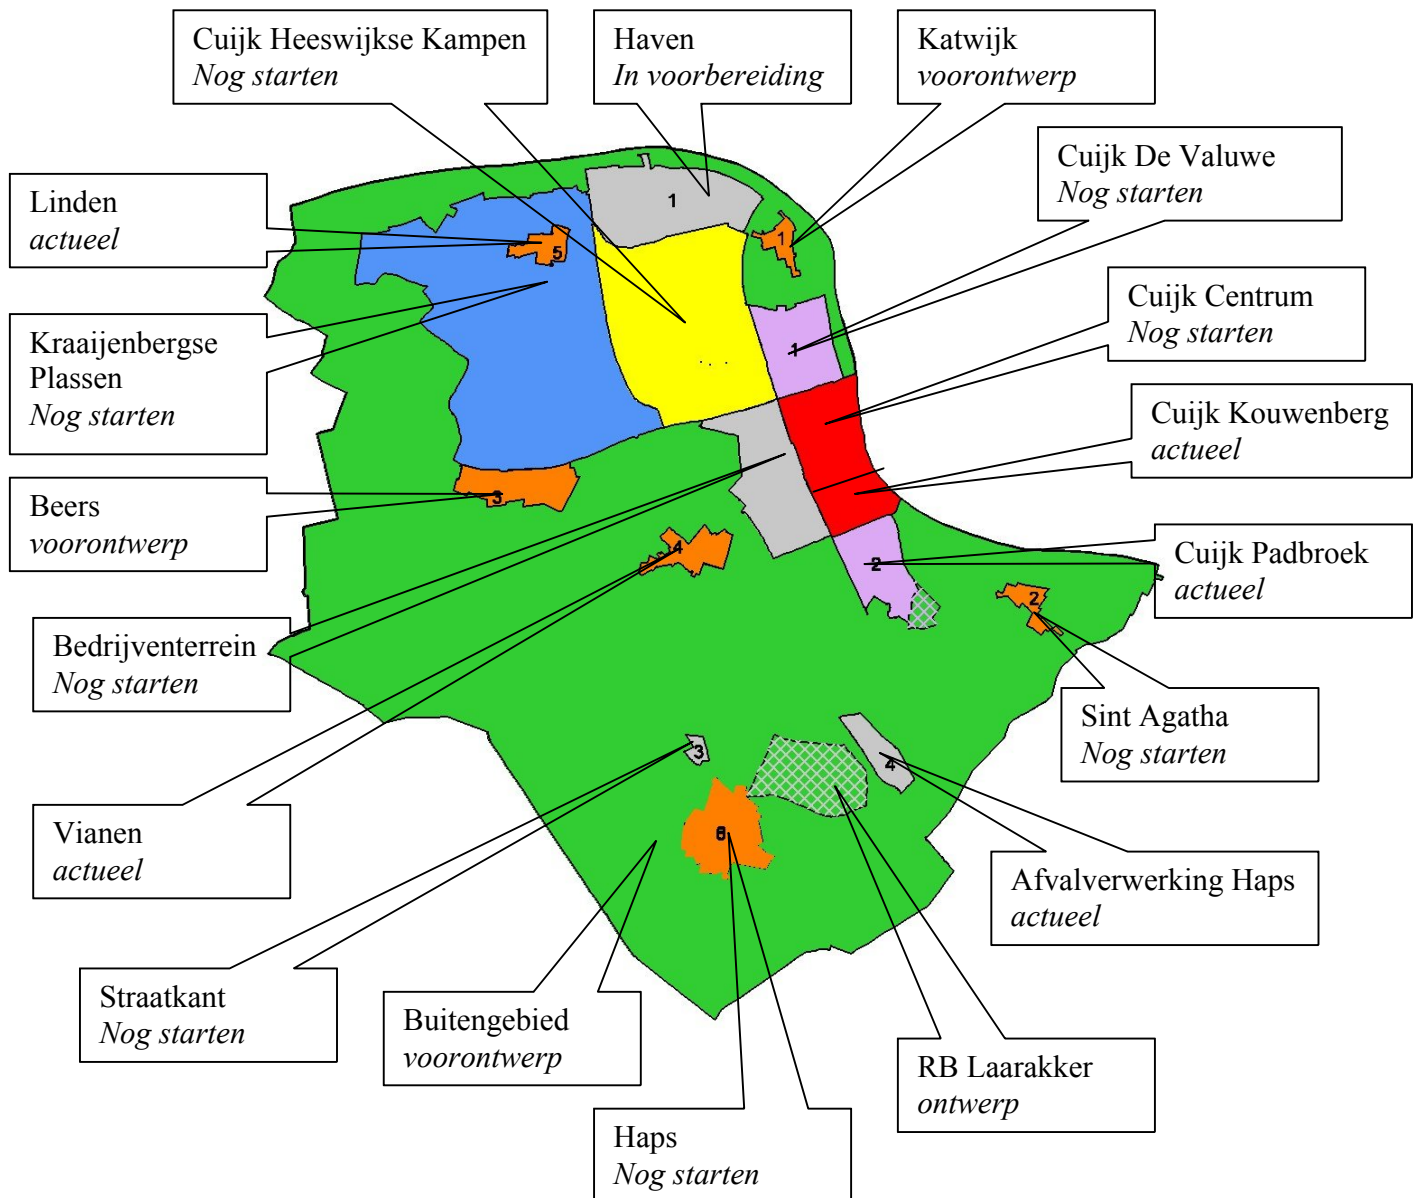 Cuijk Heeswijkse Kampen
Nog starten
Haven
In voorbereiding
Katwijk
voorontwerp
Cuijk De Valuwe
Nog starten
Linden
actueel
Cuijk Centrum
Nog starten
Kraaijenbergse
Plassen
Nog starten
Cuijk Kouwenberg
actueel
Beers
voorontwerp
Cuijk Padbroek
actueel
Bedrijventerrein
Nog starten
Sint Agatha
Nog starten
Vianen
actueel
Afvalverwerking Haps
actueel
Straatkant
Nog starten
Buitengebied
voorontwerp
RB Laarakker
ontwerp
Haps
Nog starten
1
1
5
1
3
4
2
2
3
4
6